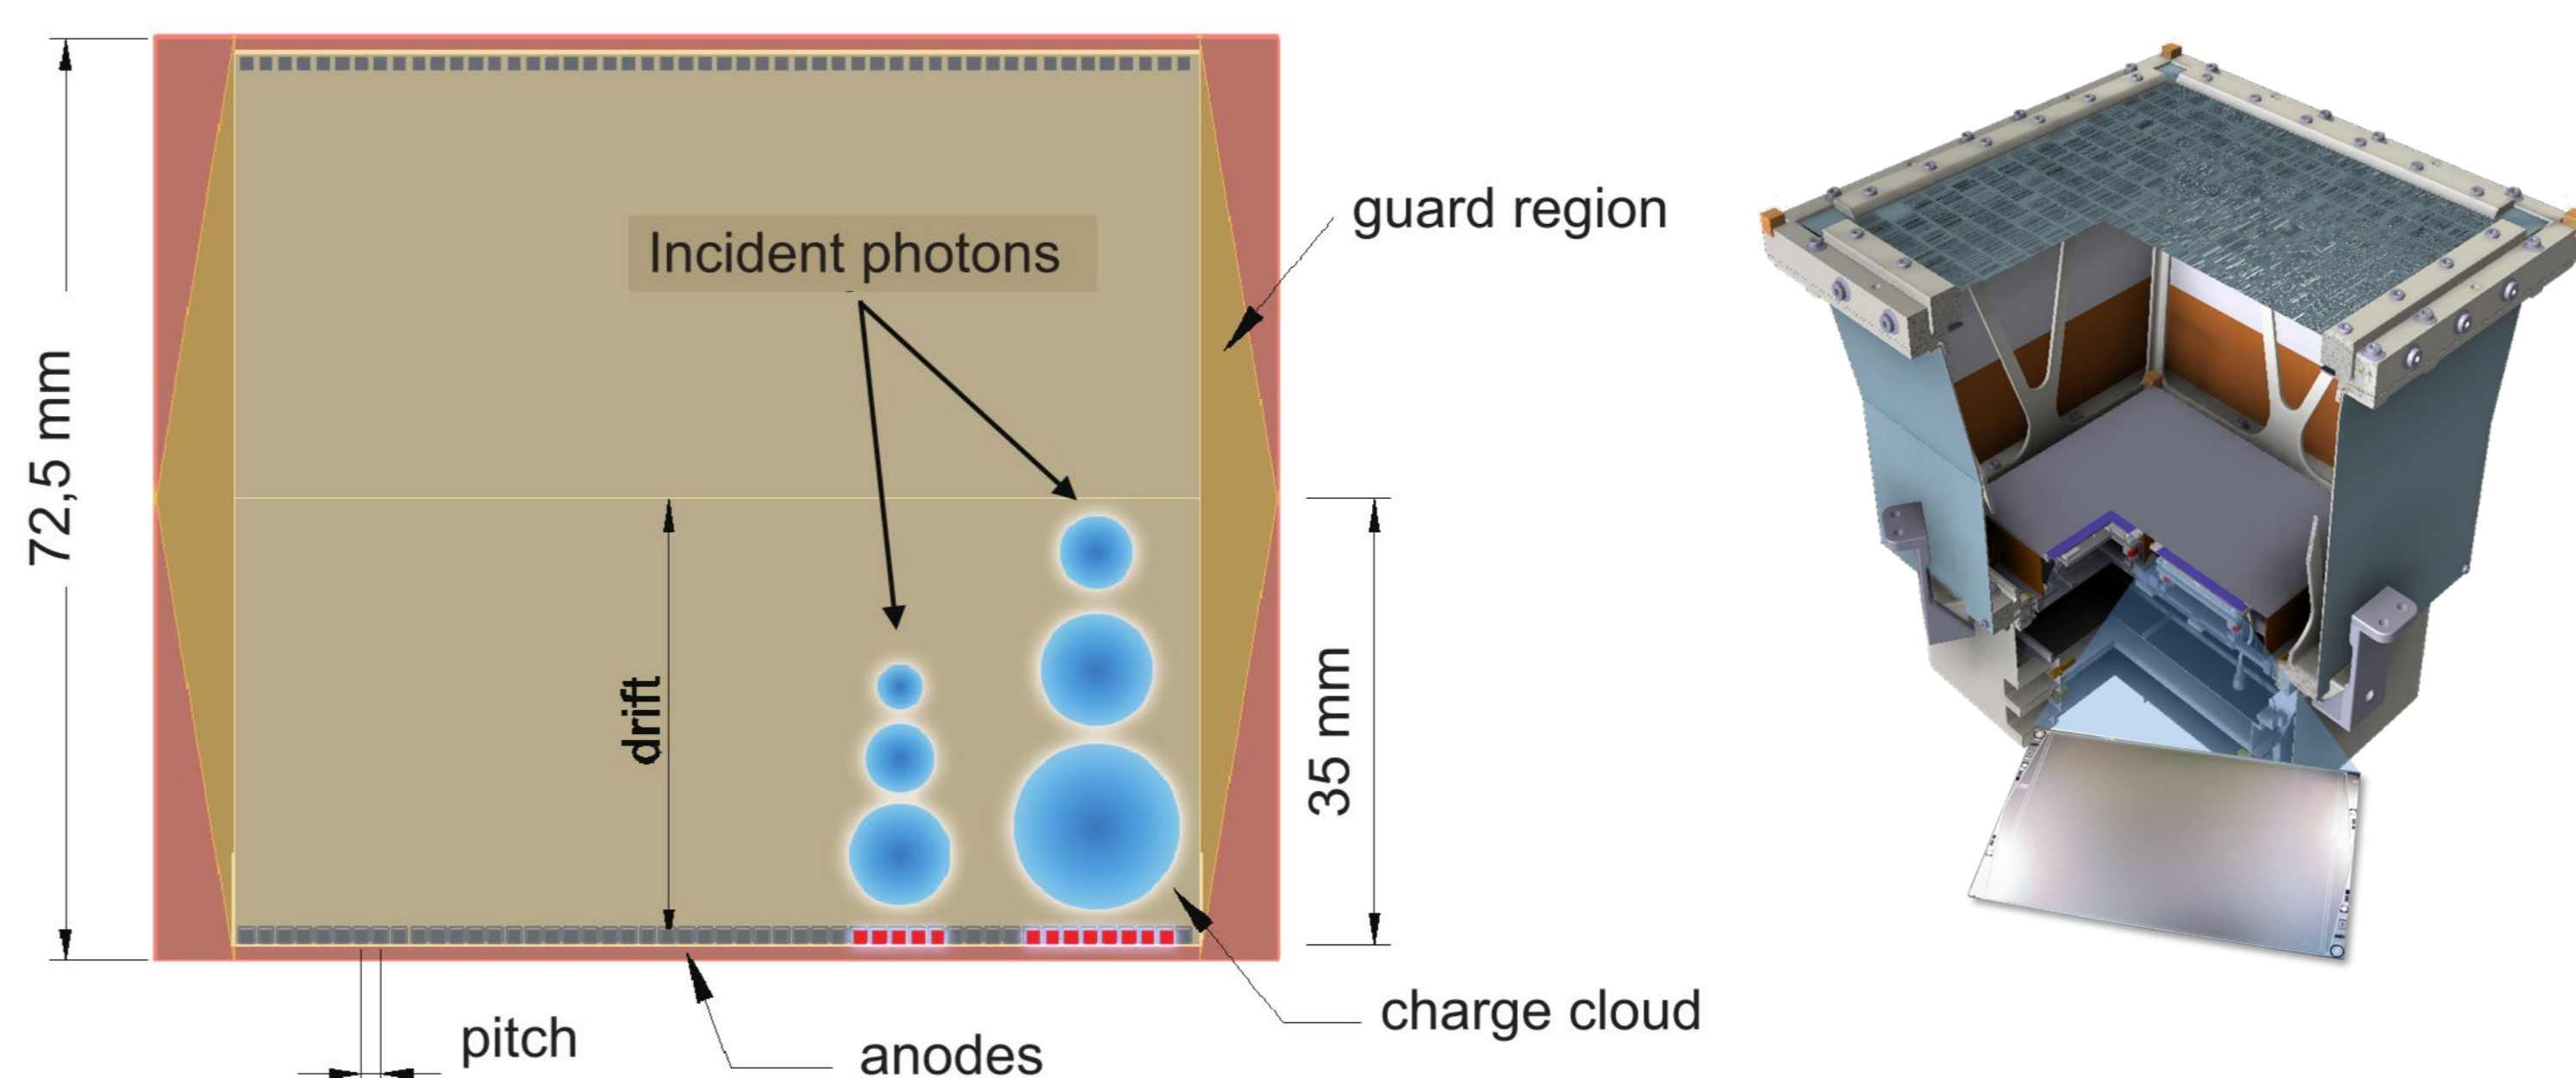 72,5 mm
Incident photons
guard region
drift
35 mm
charge cloud
pitch
anodes